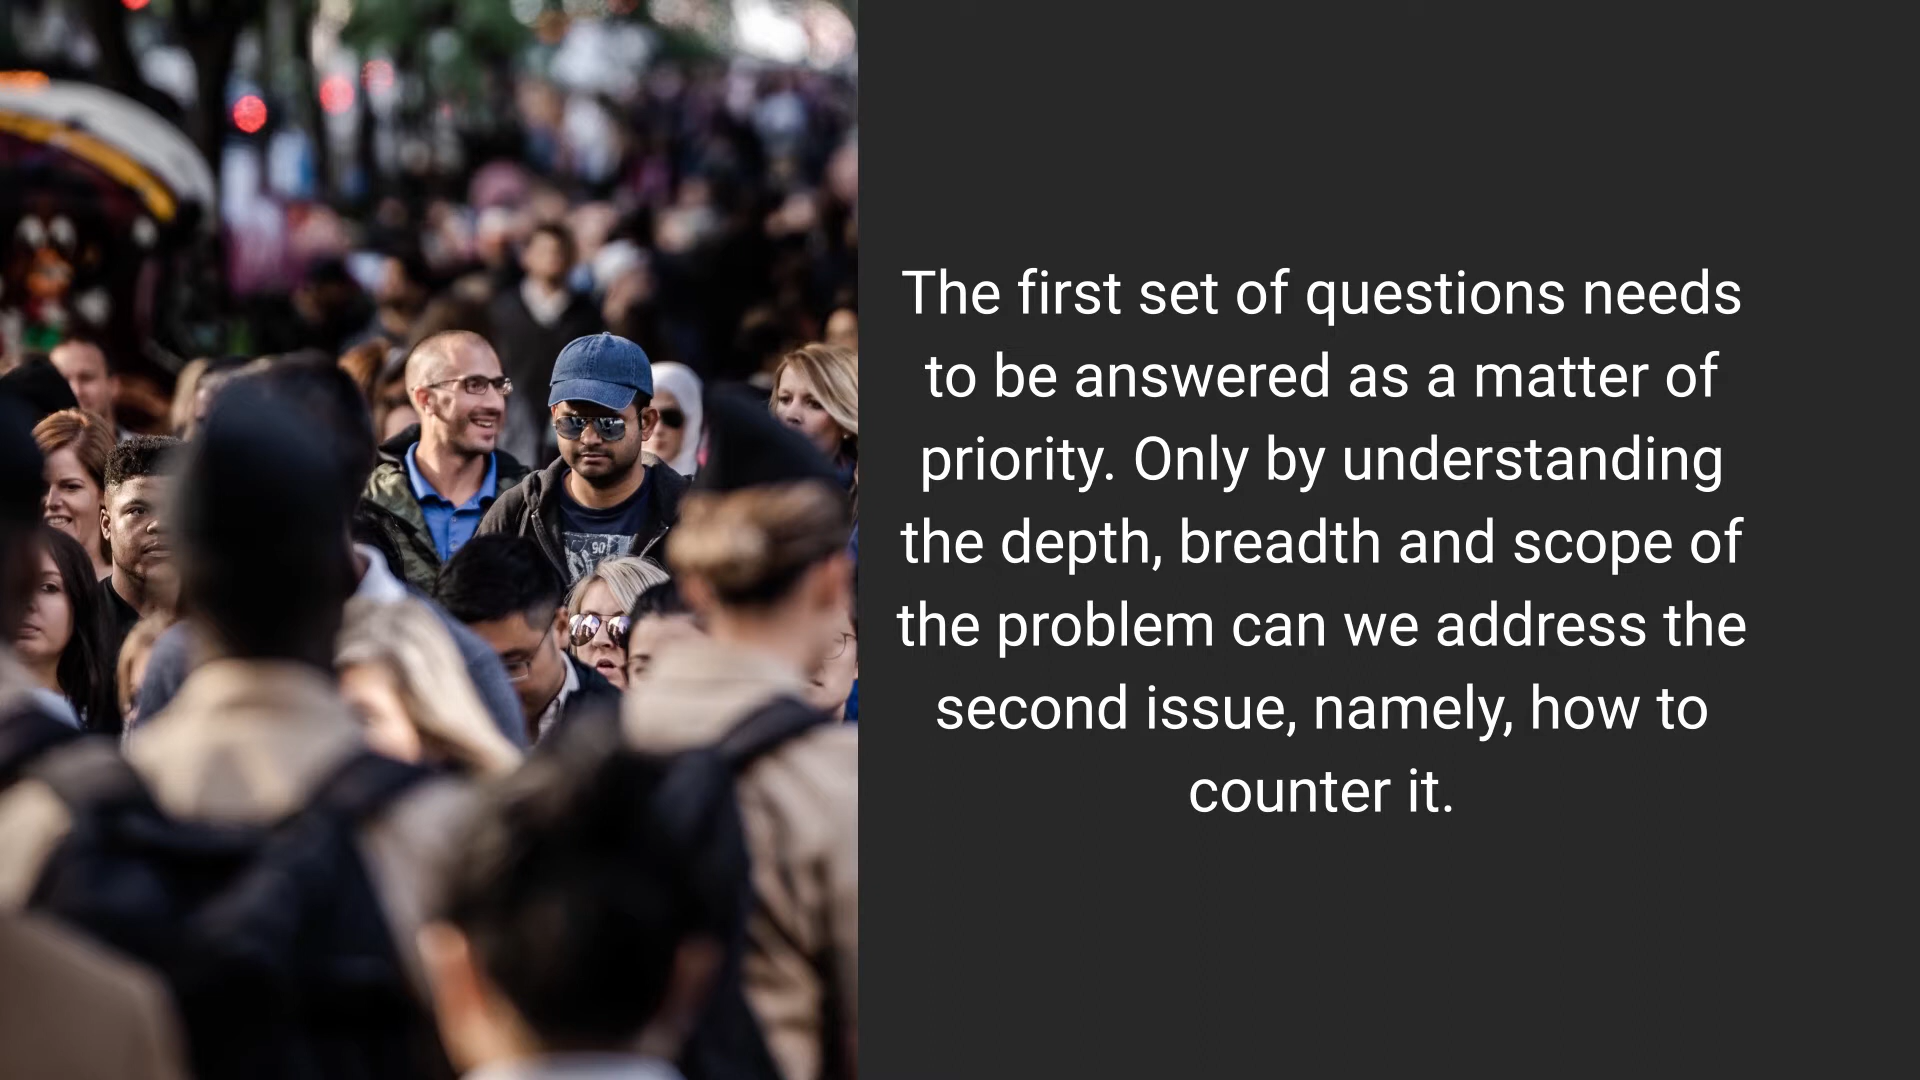 The first set of questions needs
to be answered as a matter of
priority. Only by understanding
the depth, breadth and scope of
the problem can we address the
second issue, namely, how to
counter it.
90